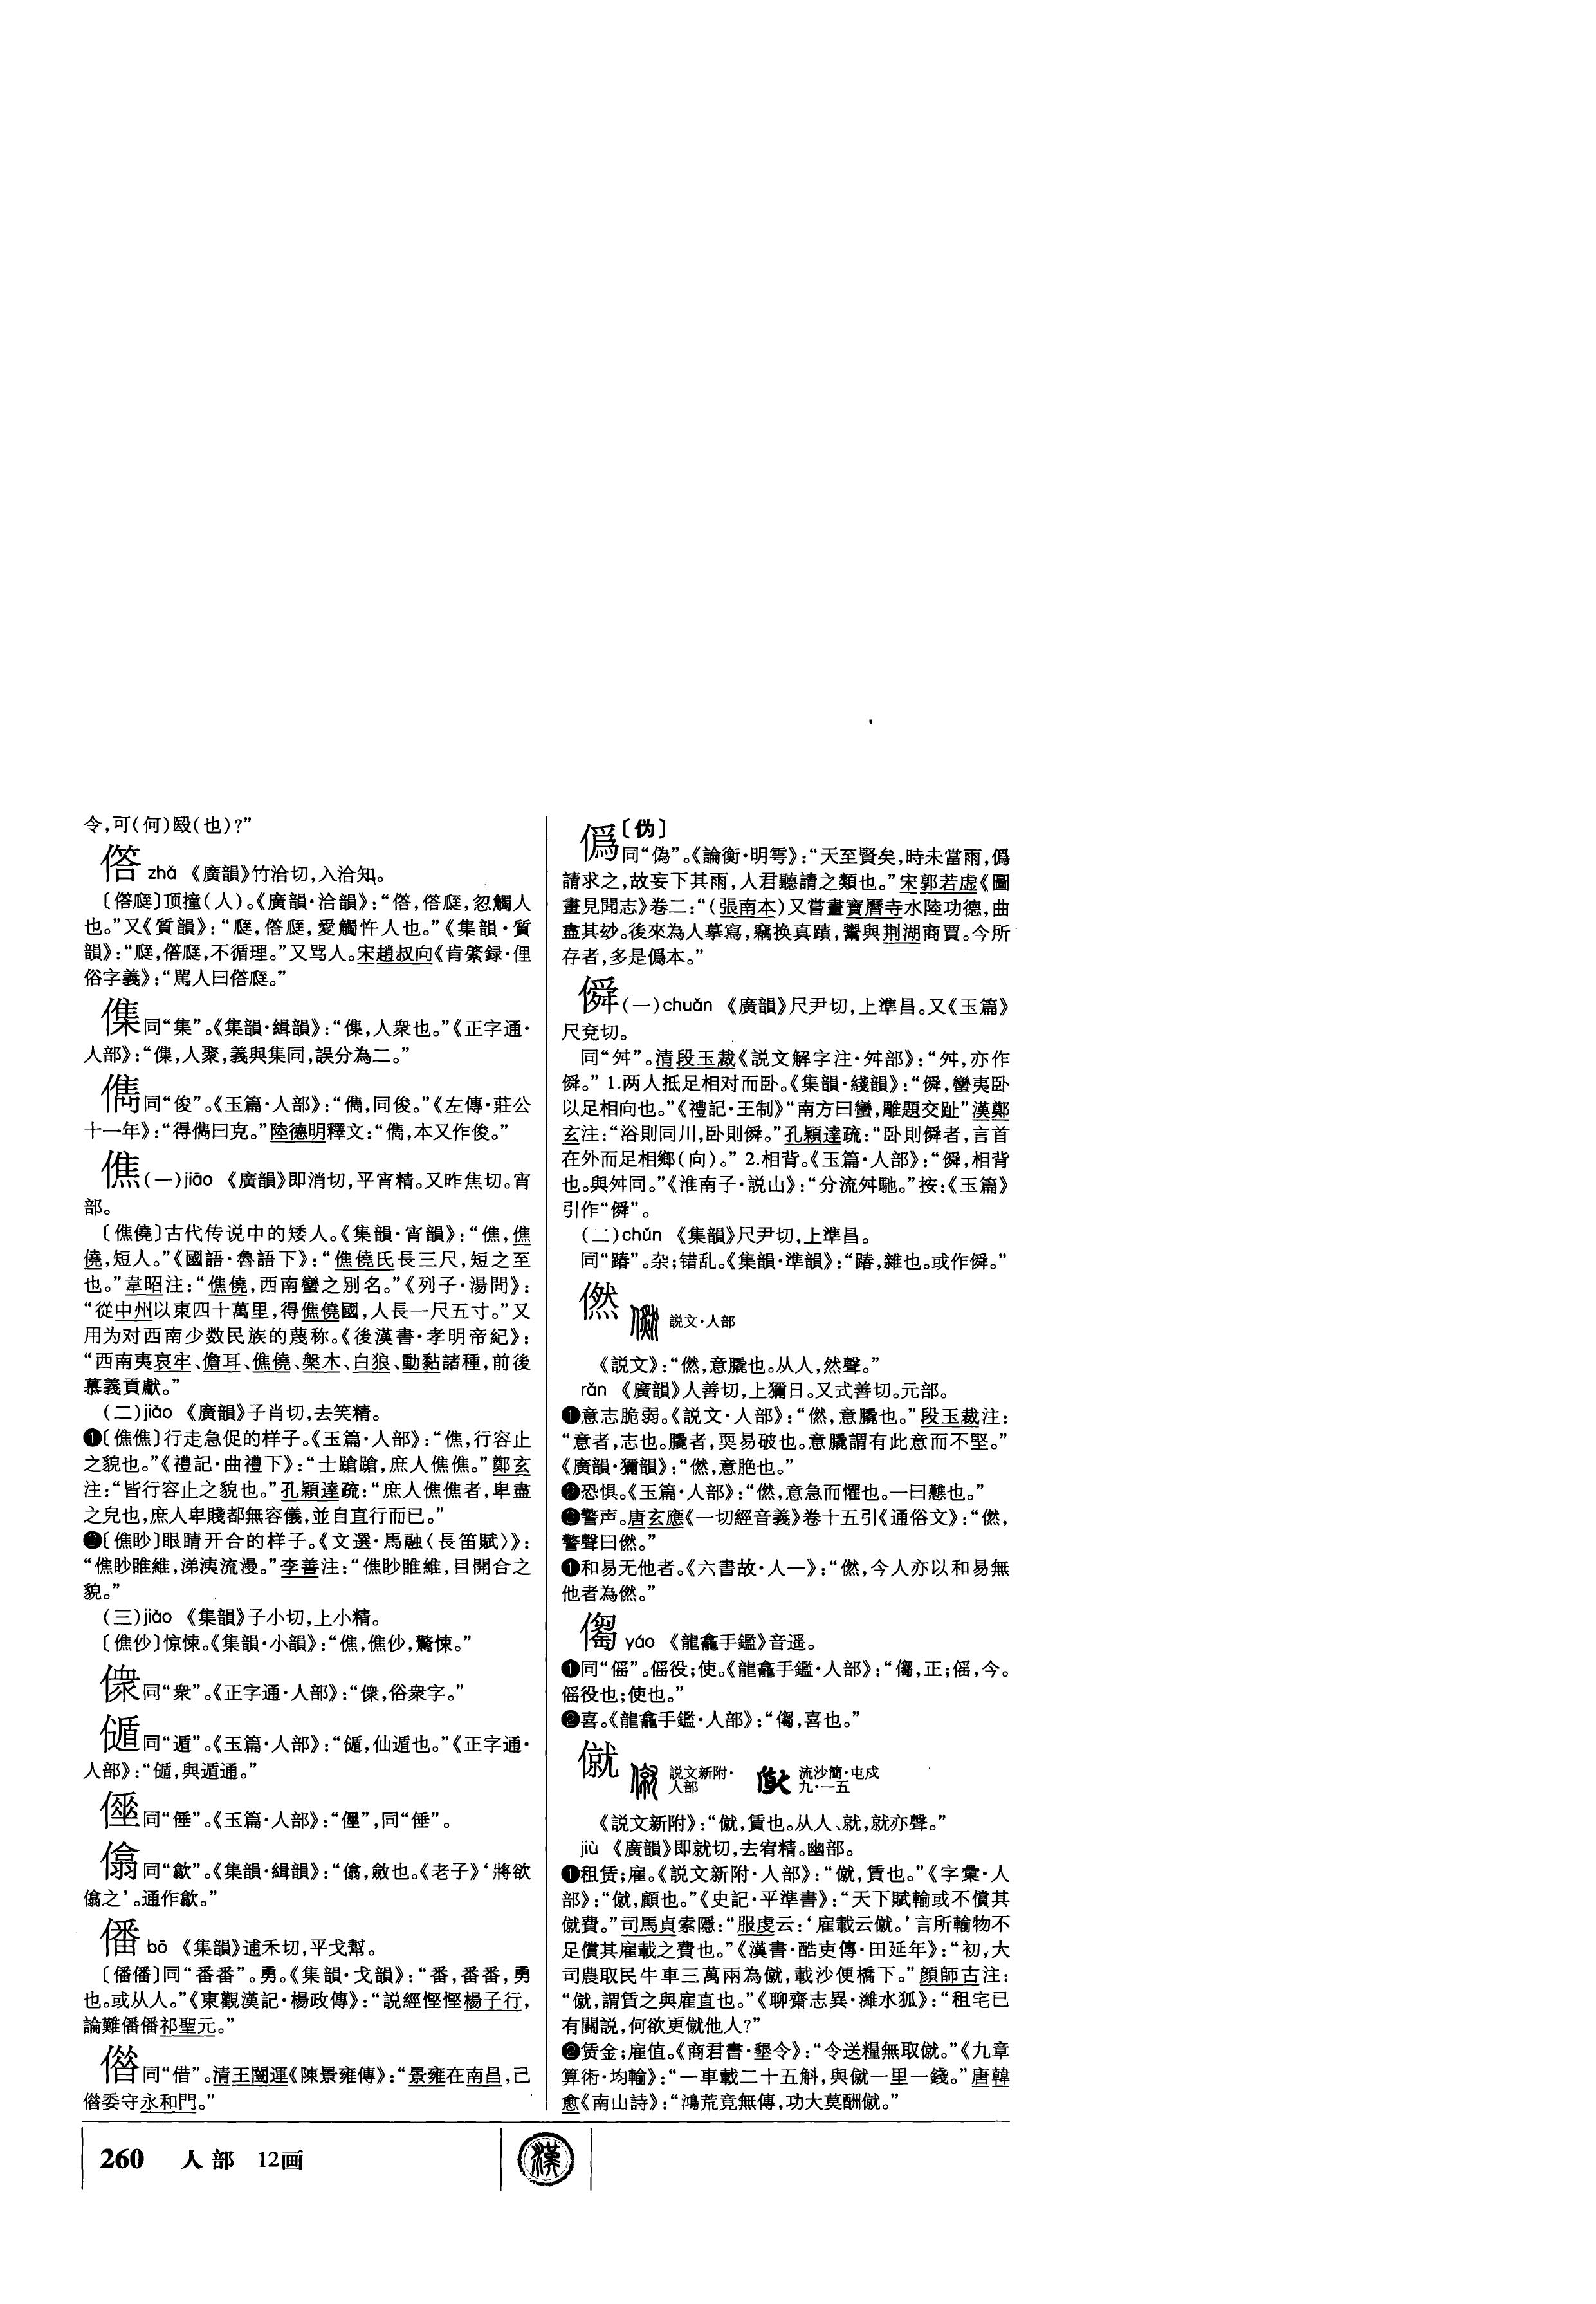 令,可(何)殹(也)?”
㒀 zhǎ 《廣韻》竹洽切,入洽知。
〔㒀庢〕顶撞(人)。《廣韻·洽韻》:“㒀,㒀庢,忽觸人
也。”又《質韻》:“庢,㒀庢,愛觸忤人也。”《集韻·質
韻》:“庢,㒀庢,不循理。”又骂人。宋趙叔向《肯綮録·俚
俗字義》:“駡人曰㒀庢。”
㒫同“集”。《集韻·緝韻》:“㒫,人衆也。”《正字通·
人部》:“㒫,人聚,義與集同,誤分為二。”
儁同“俊”。《玉篇·人部》:“儁,同俊。”《左傳·莊公
十一年》:“得儁曰克。”陸德明釋文:“儁,本又作俊。”
僬(一)jiāo 《廣韻》即消切,平宵精。又昨焦切。宵
部。
〔僬僥〕古代传说中的矮人。《集韻·宵韻》:“僬,僬
僥,短人。”《國語·魯語下》:“僬僥氏長三尺,短之至
也。”韋昭注:“僬僥,西南蠻之别名。”《列子·湯問》:
“從中州以東四十萬里,得僬僥國,人長一尺五寸。”又
用为对西南少数民族的蔑称。《後漢書·孝明帝紀》:
“西南夷哀牢、儋耳、僬僥、槃木、白狼、動黏諸種,前後
慕義貢獻。”
(二)jiǎo 《廣韻》子肖切,去笑精。
❶〔僬僬〕行走急促的样子。《玉篇·人部》:“僬,行容止
之貌也。”《禮記·曲禮下》:“士蹌蹌,庶人僬僬。”鄭玄
注:“皆行容止之貌也。”孔穎達疏:“庶人僬僬者,卑盡
之皃也,庶人卑賤都無容儀,並自直行而已。”
❷〔僬眇〕眼睛开合的样子。《文選·馬融〈長笛賦〉》:
“僬眇睢維,涕洟流漫。”李善注:“僬眇睢維,目開合之
貌。”
(三)jiǎo 《集韻》子小切,上小精。
〔僬仯〕惊悚。《集韻·小韻》:“僬,僬仯,驚悚。”
同“衆”。《正字通·人部》:“俗衆字。”
同“遁”。《玉篇·人部》:“仙遁也。”《正字通·
人部》:“與遁通。”
同“倕”。《玉篇·人部》:同“倕”。
僋同“歙”。《集韻·緝韻》:“斂也。《老子》‘將欲
之’。通作歙。”
僠 bō 《集韻》逋禾切,平戈幫。
〔僠僠〕同“番番”。勇。《集韻·戈韻》:“番,番番,勇
也。或从人。”《東觀漢記·楊政傳》:“説經慳慳楊子行,
論難僠僠祁聖元。”
同“借”。清王闓運《陳景雍傳》:“景雍在南昌,已
委守永和門。”
僞〔伪〕
同“偽”。《論衡·明雩》:“天至賢矣,時未當雨,僞
請求之,故妄下其雨,人君聽請之類也。”宋郭若虚《圖
畫見聞志》卷二:“(張南本)又嘗畫寶曆寺水陸功德,曲
盡其玅。後來為人摹寫,竊换真蹟,鬻與荆湖商賈。今所
存者,多是僞本。”
僢(一)chuǎn 《廣韻》尺尹切,上準昌。又《玉篇》
尺兗切。
同“舛”。清段玉裁《説文解字注·舛部》:“舛,亦作
僢。” 1.两人抵足相对而卧。《集韻·綫韻》:“僢,蠻夷卧
以足相向也。”《禮記·王制》“南方曰蠻,雕題交趾”漢鄭
玄注:“浴則同川,卧則僢。”孔穎達疏:“卧則僢者,言首
在外而足相鄉(向)。” 2.相背。《玉篇·人部》:“僢,相背
也。與舛同。”《淮南子·説山》:“分流舛馳。”按:《玉篇》
引作“僢”。
(二)chǔn 《集韻》尺尹切,上準昌。
同“踳”。杂;错乱。《集韻·準韻》:“踳,雜也。或作僢。”
㒄 説文·人部
《説文》:“㒄,意膬也。从人,然聲。”
rǎn 《廣韻》人善切,上獮日。又式善切。元部。
❶意志脆弱。《説文·人部》:“㒄,意膬也。”段玉裁注:
“意者,志也。膬者,耎易破也。意膬謂有此意而不堅。”
《廣韻·獮韻》:“㒄,意脃也。”
❷恐惧。《玉篇·人部》:“㒄,意急而懼也。一曰戁也。”
❸警声。唐玄應《一切經音義》卷十五引《通俗文》:“㒄,
警聲曰㒄。”
❶和易无他者。《六書故·人一》:“㒄,今人亦以和易無
他者為㒄。”
yáo 《龍龕手鑑》音遥。
❶同“傜”。傜役;使。《龍龕手鑑·人部》:“正;傜,今。
傜役也;使也。”
❷喜。《龍龕手鑑·人部》:“喜也。”
僦 説文新附·人部 流沙簡·屯戍九·一五
《説文新附》:“僦,賃也。从人、就,就亦聲。”
jiù 《廣韻》即就切,去宥精。幽部。
❶租赁;雇。《説文新附·人部》:“僦,賃也。”《字彙·人
部》:“僦,顧也。”《史記·平準書》:“天下賦輸或不償其
僦費。”司馬貞索隱:“服虔云:‘雇載云僦。’言所輸物不
足償其雇載之費也。”《漢書·酷吏傳·田延年》:“初,大
司農取民牛車三萬兩為僦,載沙便橋下。”顔師古注:
“僦,謂賃之與雇直也。”《聊齋志異·濰水狐》:“租宅已
有關説,何欲更僦他人?”
❷赁金;雇值。《商君書·墾令》:“令送糧無取僦。”《九章
算術·均輸》:“一車載二十五斛,與僦一里一錢。”唐韓
愈《南山詩》:“鴻荒竟無傳,功大莫酬僦。”
260 人部 12画
漢